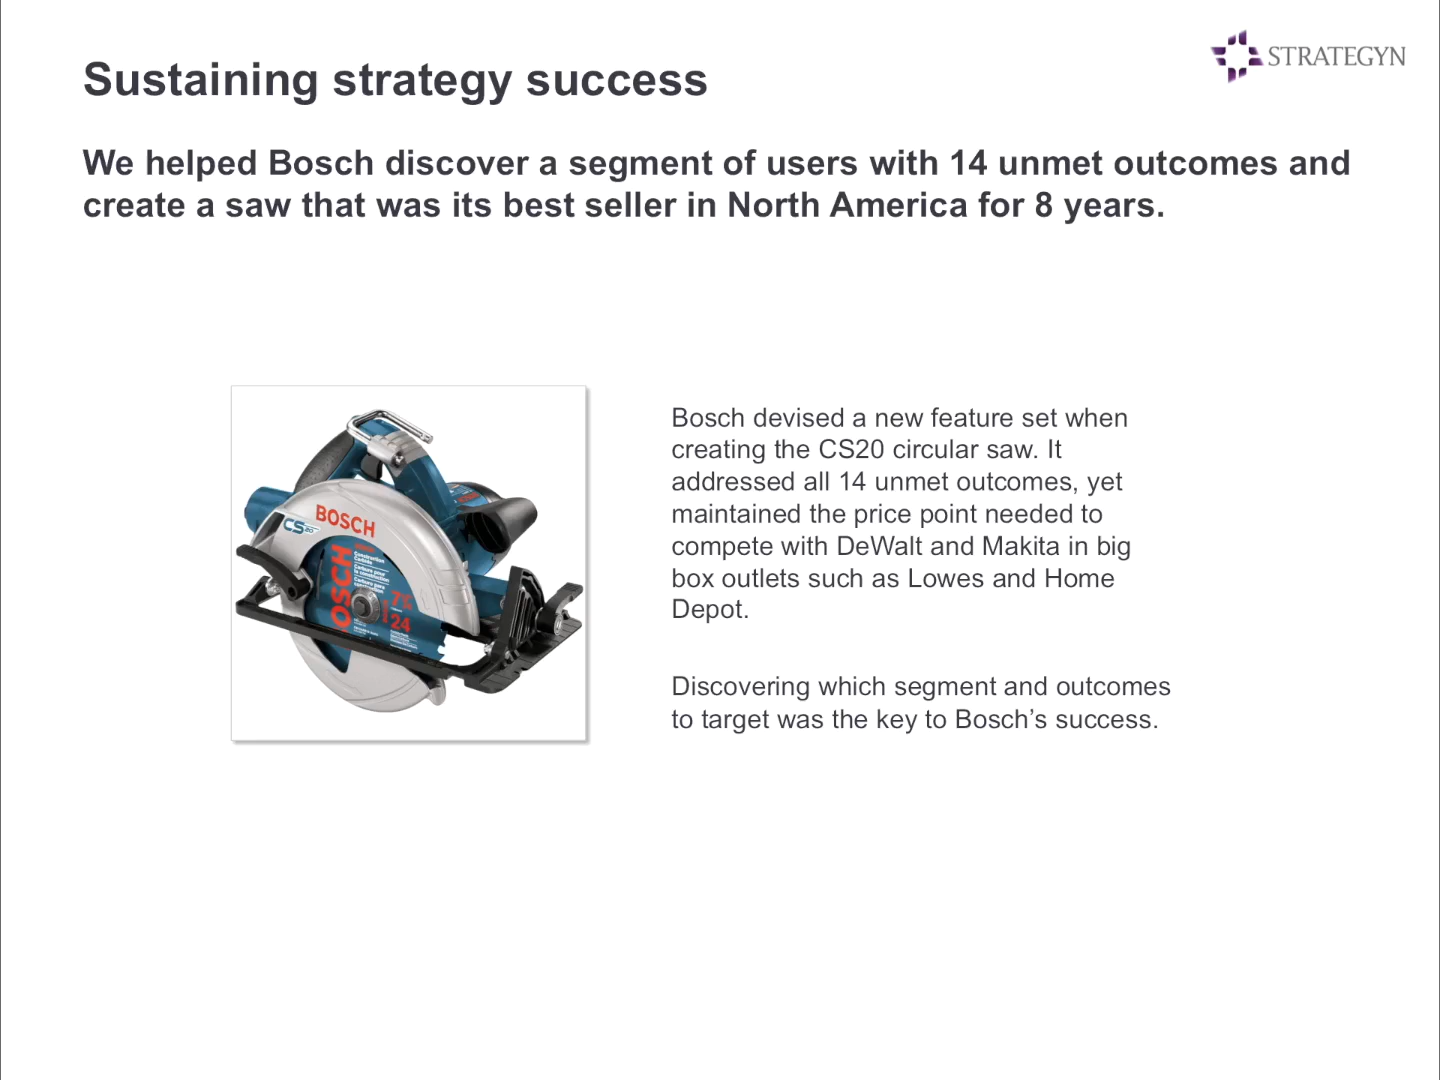 STRATEGYN
Sustaining strategy success
We helped Bosch discover a segment of users with 14 unmet outcomes and
create a saw that was its best seller in North America for 8 years.
BOSCH
CS20
BOSCH
Construction
7
24
Bosch devised a new feature set when
creating the CS20 circular saw. It
addressed all 14 unmet outcomes, yet
maintained the price point needed to
compete with DeWalt and Makita in big
box outlets such as Lowes and Home
Depot.
Discovering which segment and outcomes
to target was the key to Bosch’s success.